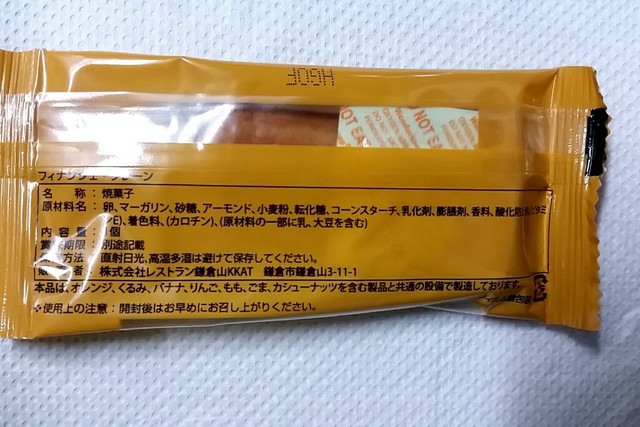 H60E
NOT EAT
フィナンシェ・プレーン
名 称：焼菓子
原材料名：卵、マーガリン、砂糖、アーモンド、小麦粉、転化糖、コーンスターチ、乳化剤、膨脹剤、香料、酸化防止剤(ビタミ
E)、着色料、(カロチン)、(原材料の一部に乳、大豆を含む)
内 容 量： 個
賞味期限：別途記載
方法：直射日光、高温多湿は避けて保存してください。
者：株式会社レストラン鎌倉山KKAT 鎌倉市鎌倉山3-11-1
本品は、オレンジ、くるみ、バナナ、りんご、もも、ごま、カシューナッツを含む製品と共通の設備で製造しております。
※使用上の注意：開封後はお早めにお召し上がりください。